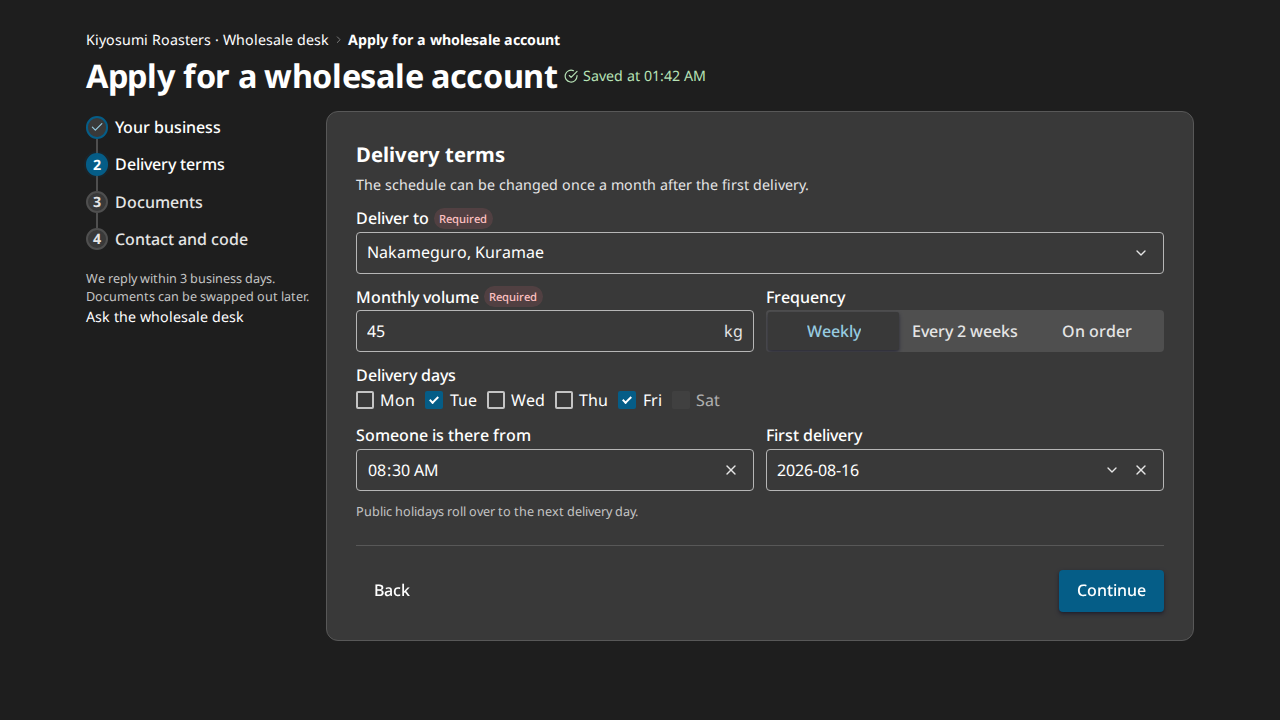 Kiyosumi Roasters · Wholesale desk › Apply for a wholesale account
Apply for a wholesale account Saved at 01:42 AM
Your business
2 Delivery terms
3 Documents
4 Contact and code
We reply within 3 business days.
Documents can be swapped out later.
Ask the wholesale desk
Delivery terms
The schedule can be changed once a month after the first delivery.
Deliver to Required
Nakameguro, Kuramae
Monthly volume Required
45 kg
Frequency
Weekly Every 2 weeks On order
Delivery days
Mon Tue Wed Thu Fri Sat
Someone is there from
08:30 AM
First delivery
2026-08-16
Public holidays roll over to the next delivery day.
Back Continue